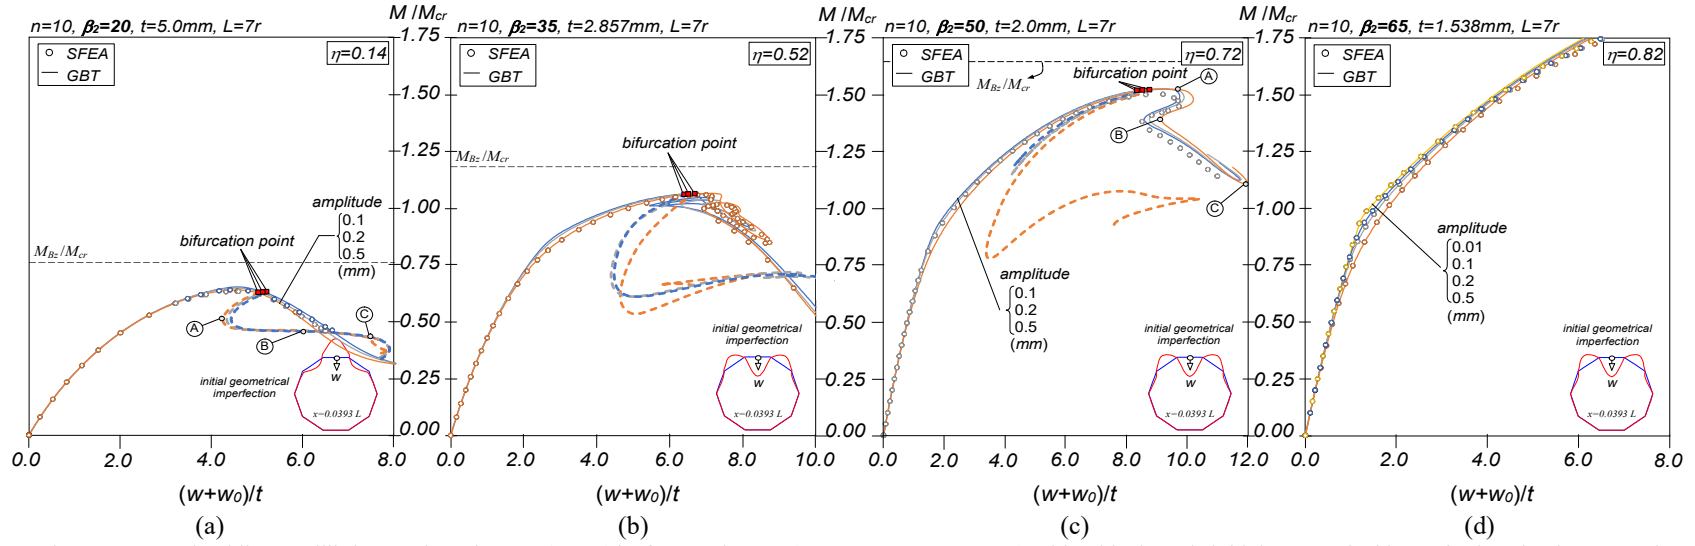 n=10, β₂=20, t=5.0mm, L=7r
M /Mcr
SFEA
GBT
η=0.14
1.75
1.50
1.25
1.00
0.75
0.50
0.25
0.00
MBz/Mcr
bifurcation point
amplitude
0.1
0.2
0.5
(mm)
A
B
C
initial geometrical
imperfection
w
x=0.0393 L
0.0
2.0
4.0
6.0
8.0
(w+w₀)/t
(a)
n=10, β₂=35, t=2.857mm, L=7r
M /Mcr
SFEA
GBT
η=0.52
1.75
1.50
1.25
1.00
0.75
0.50
0.25
0.00
bifurcation point
MBz/Mcr
initial geometrical
imperfection
w
x=0.0393 L
0.0
2.0
4.0
6.0
8.0
10.0
(w+w₀)/t
(b)
n=10, β₂=50, t=2.0mm, L=7r
M /Mcr
SFEA
GBT
η=0.72
1.75
1.50
1.25
1.00
0.75
0.50
0.25
0.00
bifurcation point
MBz/Mcr
A
B
C
amplitude
0.1
0.2
0.5
(mm)
initial geometrical
imperfection
w
x=0.0393 L
0.0
2.0
4.0
6.0
8.0
10.0
12.0
(w+w₀)/t
(c)
n=10, β₂=65, t=1.538mm, L=7r
SFEA
GBT
η=0.82
amplitude
0.01
0.1
0.2
0.5
(mm)
initial geometrical
imperfection
w
x=0.0393 L
0.0
2.0
4.0
6.0
8.0
(w+w₀)/t
(d)